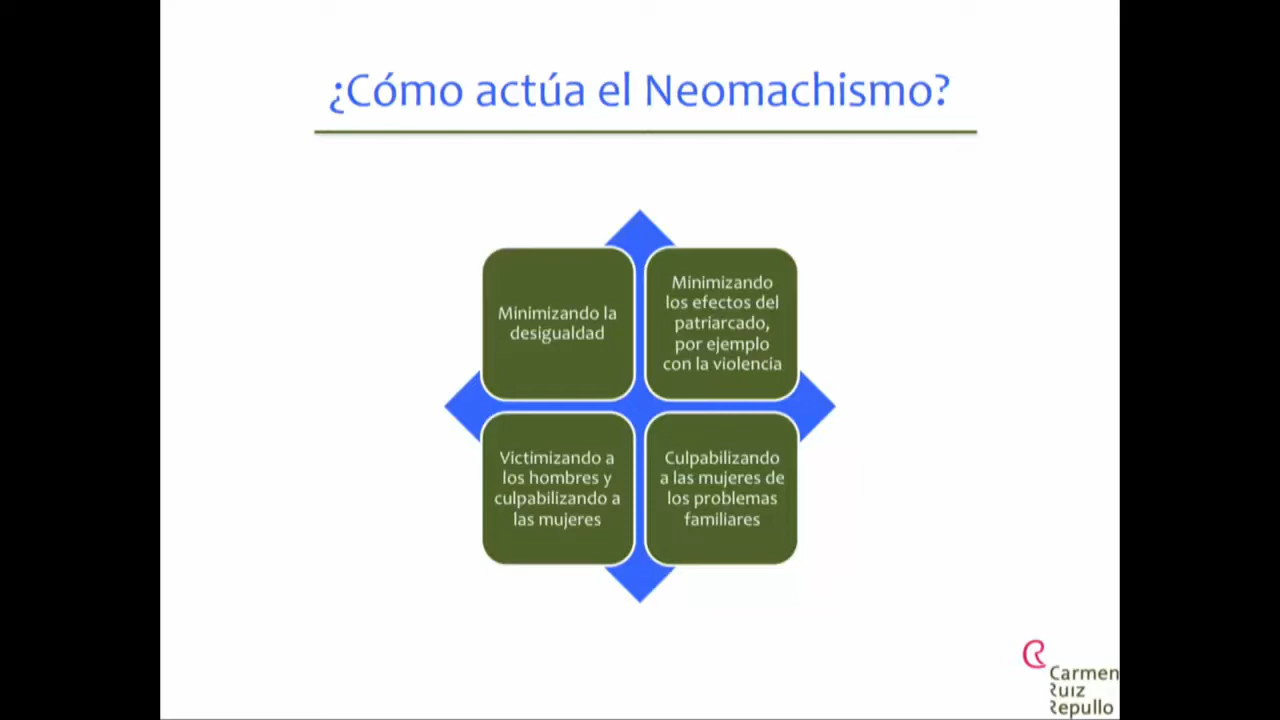 ¿Cómo actúa el Neomachismo?
Minimizando la
desigualdad
Minimizando
los efectos del
patriarcado,
por ejemplo
con la violencia
Victimizando a
los hombres y
culpabilizando a
las mujeres
Culpabilizando
a las mujeres de
los problemas
familiares
Carmen
Ruiz
Repullo